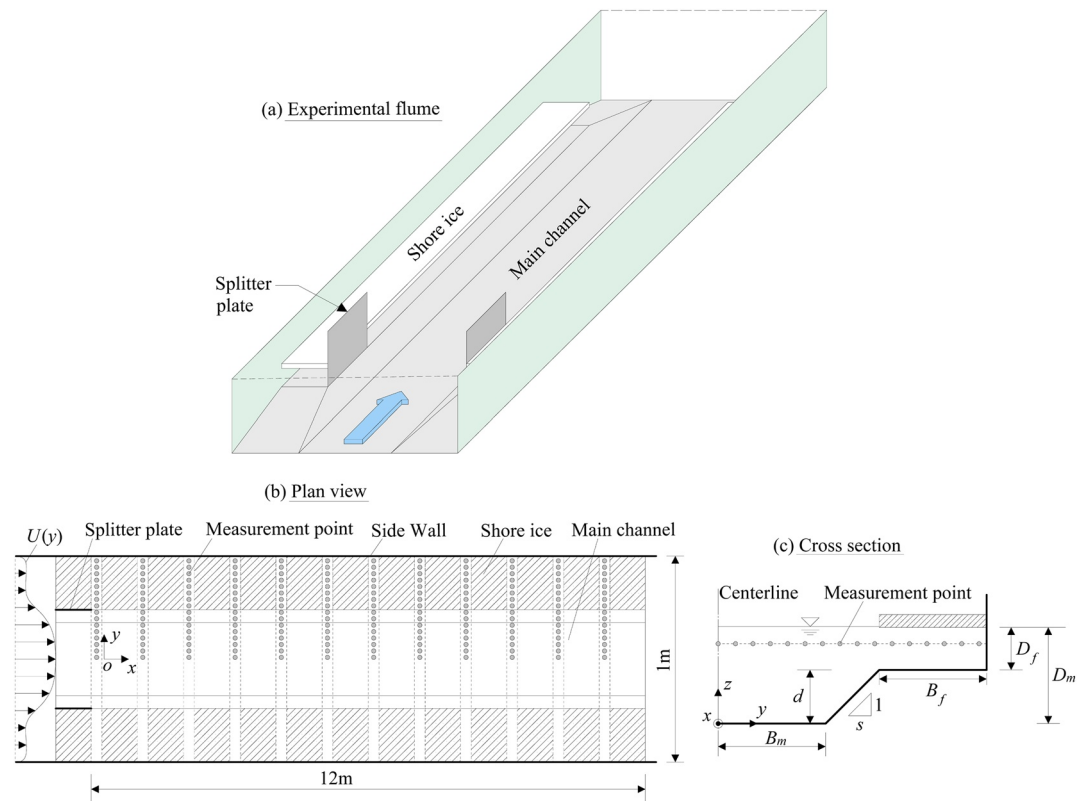 (a) Experimental flume
Shore ice
Main channel
Splitter
plate
(b) Plan view
U(y)
Splitter plate
Measurement point
Side Wall
Shore ice
Main channel
y
o
x
1m
12m
(c) Cross section
Centerline
Measurement point
z
x
y
d
1
s
B_m
B_f
D_f
D_m